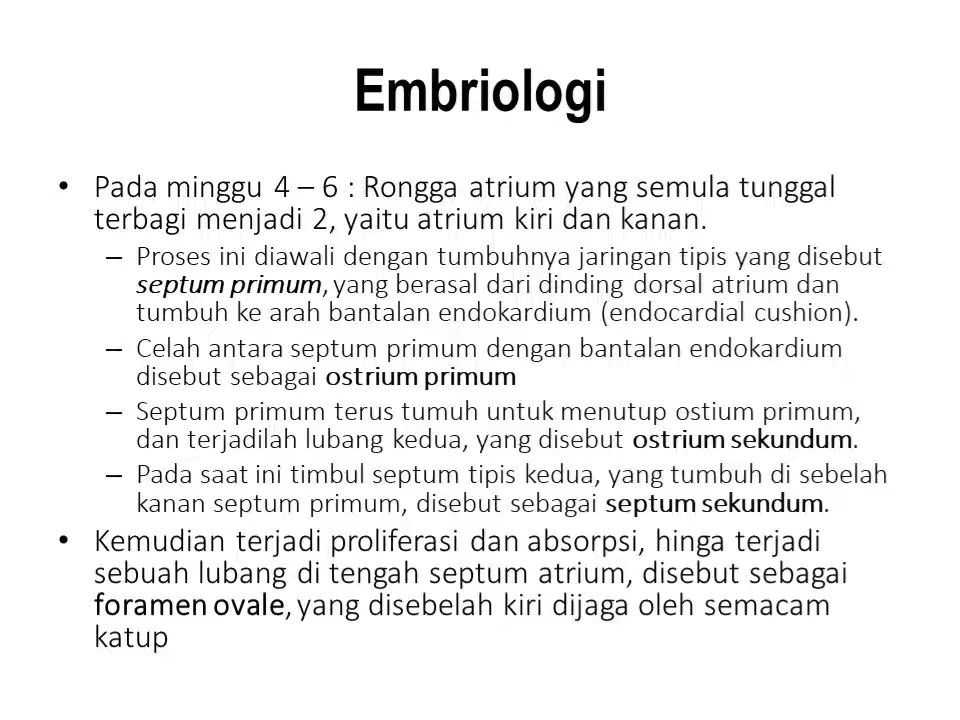 Embriologi
• Pada minggu 4 – 6 : Rongga atrium yang semula tunggal
terbagi menjadi 2, yaitu atrium kiri dan kanan.
– Proses ini diawali dengan tumbuhnya jaringan tipis yang disebut
septum primum, yang berasal dari dinding dorsal atrium dan
tumbuh ke arah bantalan endokardium (endocardial cushion).
– Celah antara septum primum dengan bantalan endokardium
disebut sebagai ostrium primum
– Septum primum terus tumuh untuk menutup ostium primum,
dan terjadilah lubang kedua, yang disebut ostrium sekundum.
– Pada saat ini timbul septum tipis kedua, yang tumbuh di sebelah
kanan septum primum, disebut sebagai septum sekundum.
• Kemudian terjadi proliferasi dan absorpsi, hinga terjadi
sebuah lubang di tengah septum atrium, disebut sebagai
foramen ovale, yang disebelah kiri dijaga oleh semacam
katup